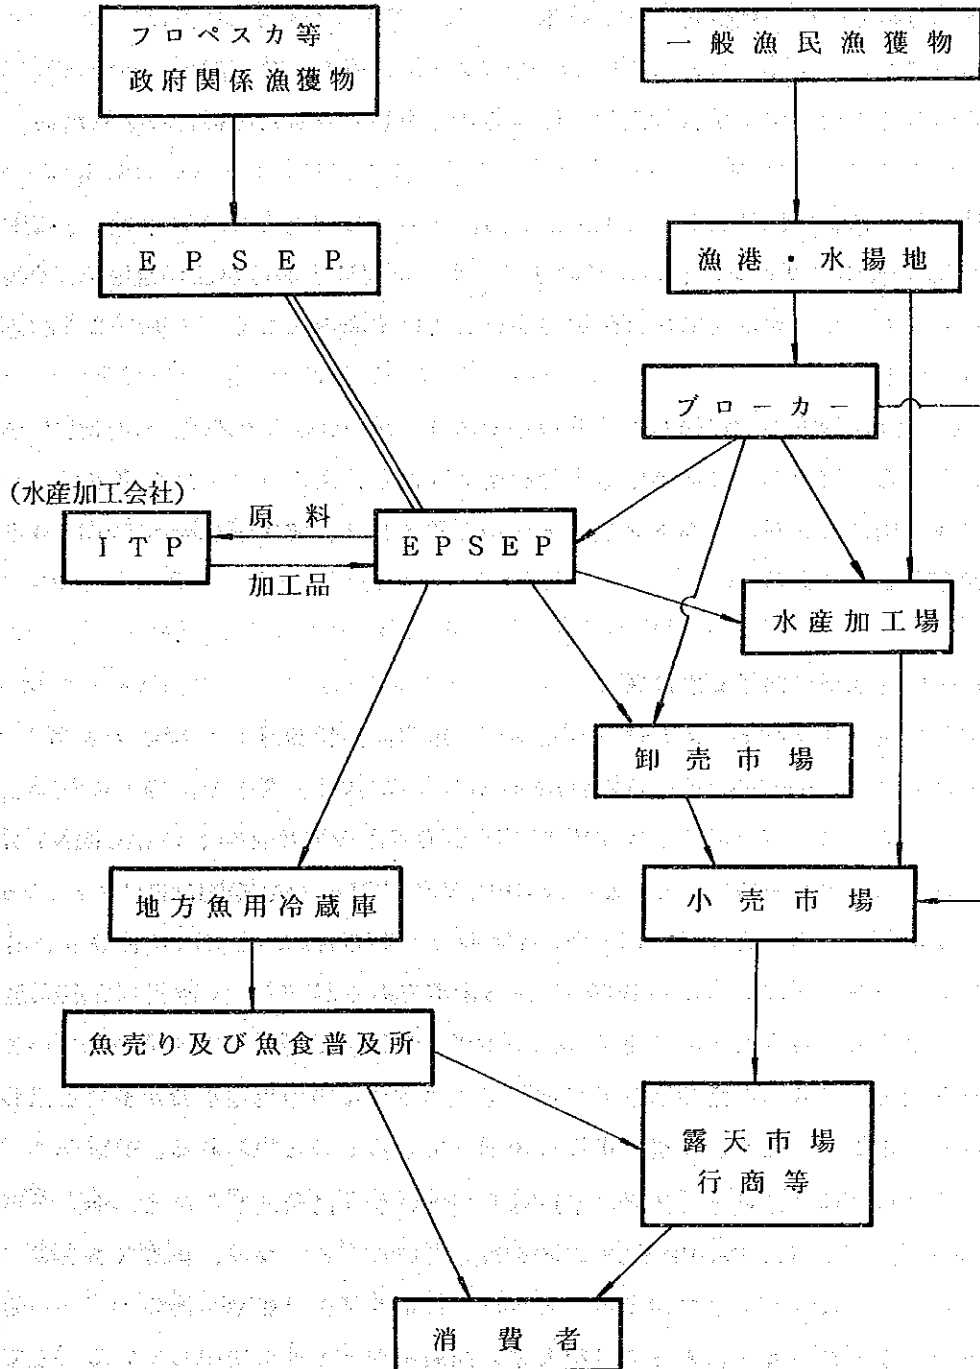 フロペスカ等
政府関係漁獲物
一般漁民漁獲物
EPSEP
漁港・水揚地
ブローカー
(水産加工会社)
ITP
原料
加工品
EPSEP
水産加工場
卸売市場
地方魚用冷蔵庫
小売市場
魚売り及び魚食普及所
露天市場
行商等
消費者